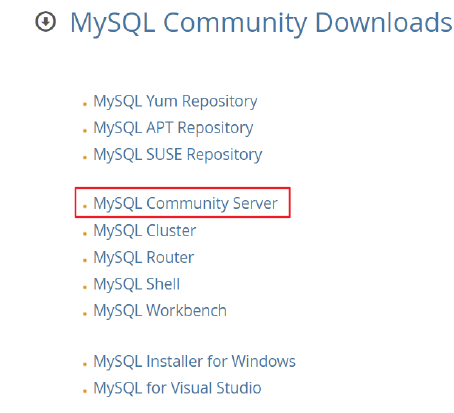 MySQL Community Downloads
MySQL Yum Repository
MySQL APT Repository
MySQL SUSE Repository
MySQL Community Server
MySQL Cluster
MySQL Router
MySQL Shell
MySQL Workbench
MySQL Installer for Windows
MySQL for Visual Studio